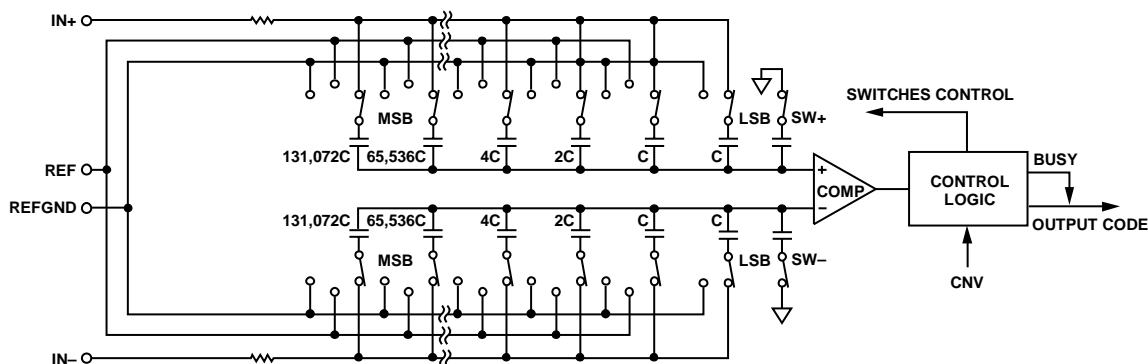 IN+
SWITCHES CONTROL
MSB
LSB
SW+
131,072C 65,536C 4C 2C C C
BUSY
REF
+
COMP
CONTROL
LOGIC
REFGND
–
OUTPUT CODE
131,072C 65,536C 4C 2C C C
MSB
LSB
SW–
CNV
IN–